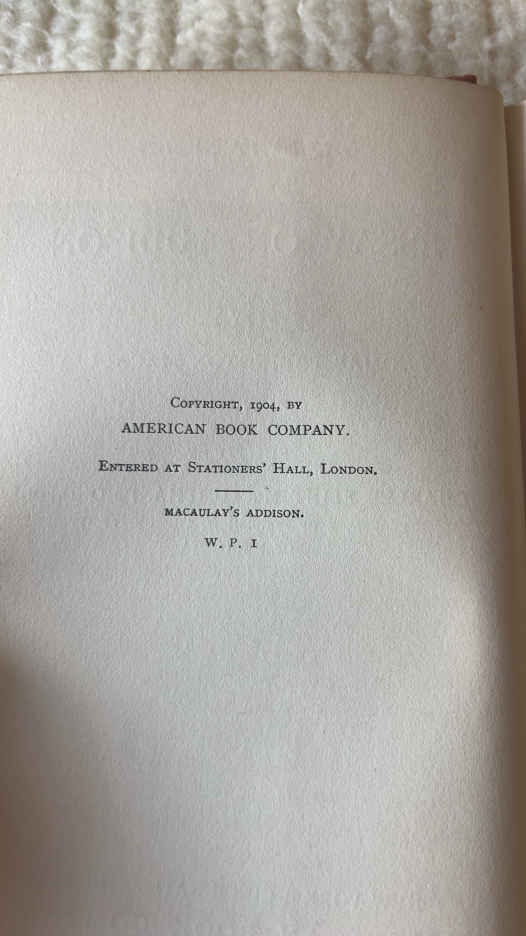 Copyright, 1904, by
AMERICAN BOOK COMPANY.
Entered at Stationers' Hall, London.
MACAULAY'S ADDISON.
W. P. I